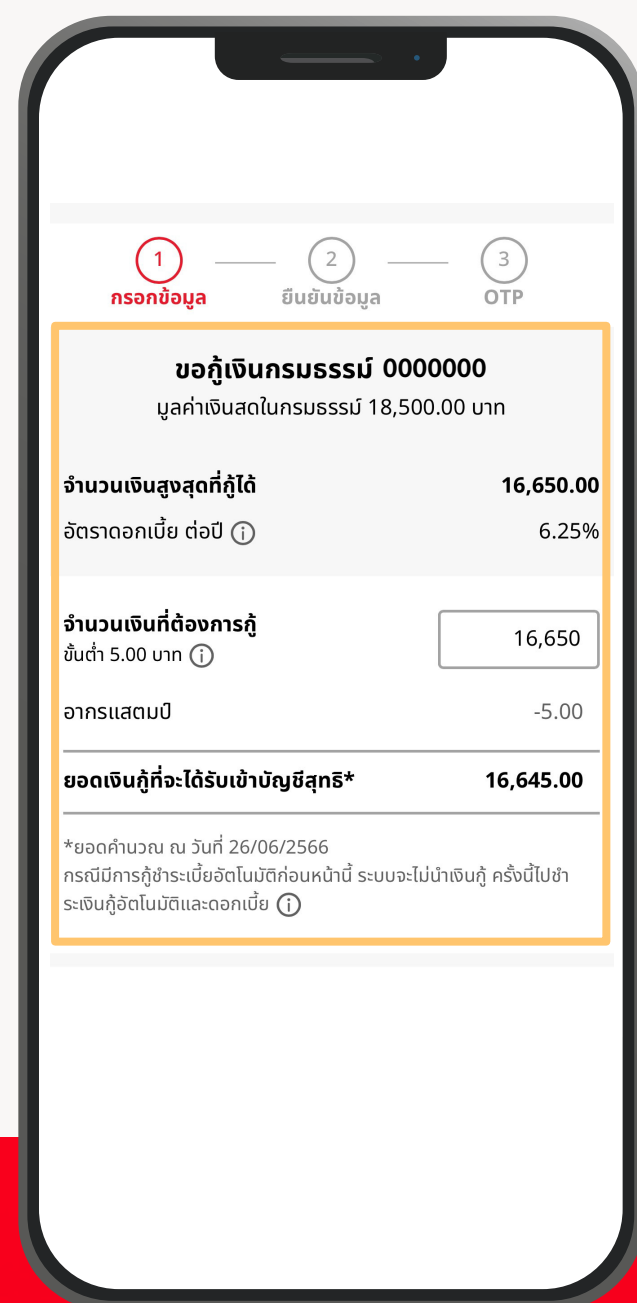 1
2
3
กรอกข้อมูล
ยืนยันข้อมูล
OTP
ขอกู้เงินกรมธรรม์ 0000000
มูลค่าเงินสดในกรมธรรม์ 18,500.00 บาท
จำนวนเงินสูงสุดที่กู้ได้ 16,650.00
อัตราดอกเบี้ย ต่อปี i 6.25%
จำนวนเงินที่ต้องการกู้ 16,650
ขั้นต่ำ 5.00 บาท i
อากรแสตมป์ -5.00
ยอดเงินกู้ที่จะได้รับเข้าบัญชีสุทธิ* 16,645.00
*ยอดคำนวณ ณ วันที่ 26/06/2566
กรณีมีการกู้ชำระเบี้ยอัตโนมัติก่อนหน้านี้ ระบบจะไม่นำเงินกู้ ครั้งนี้ไปชำ
ระเงินกู้อัตโนมัติและดอกเบี้ย i